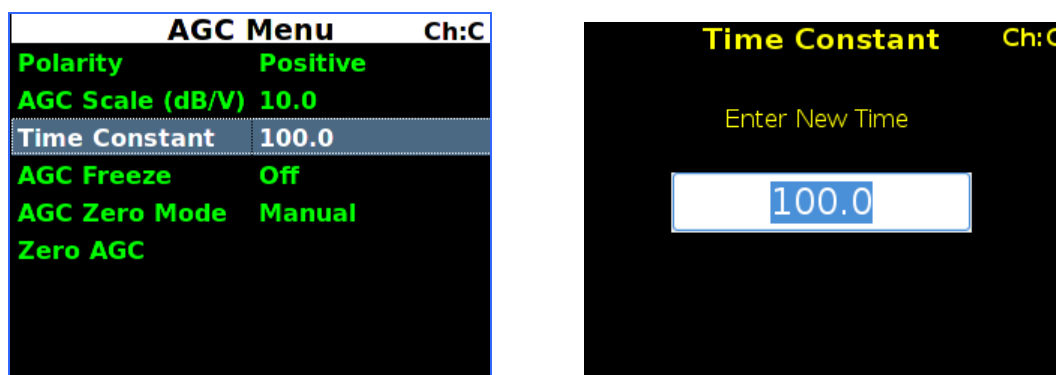 AGC Menu Ch:C
Polarity Positive
AGC Scale (dB/V) 10.0
Time Constant 100.0
AGC Freeze Off
AGC Zero Mode Manual
Zero AGC
Time Constant Ch:C
Enter New Time
100.0